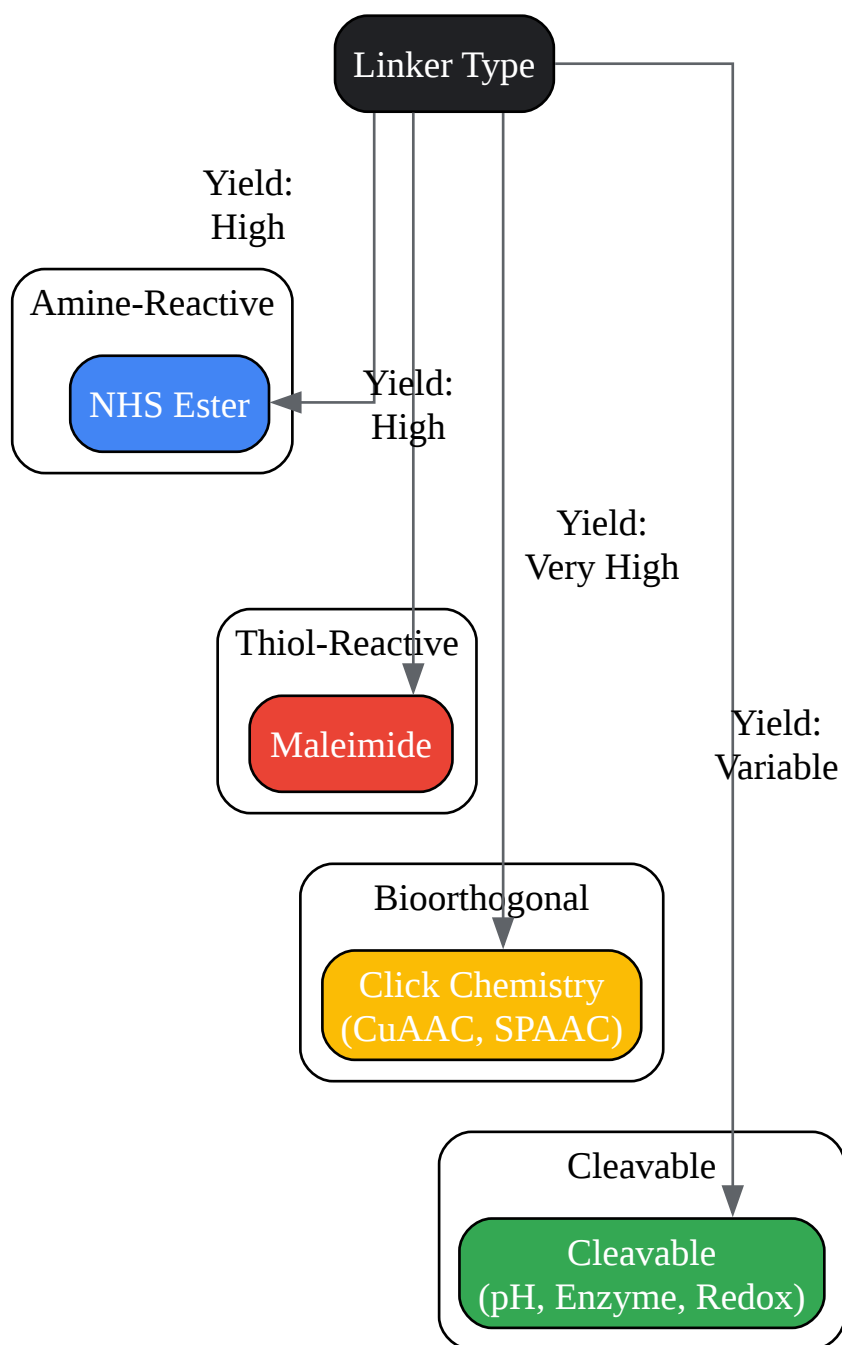 Linker Type
Yield:
High
Amine-Reactive
NHS Ester
Yield:
High
Yield:
Very High
Thiol-Reactive
Maleimide
Yield:
Variable
Bioorthogonal
Click Chemistry
(CuAAC, SPAAC)
Cleavable
Cleavable
(pH, Enzyme, Redox)